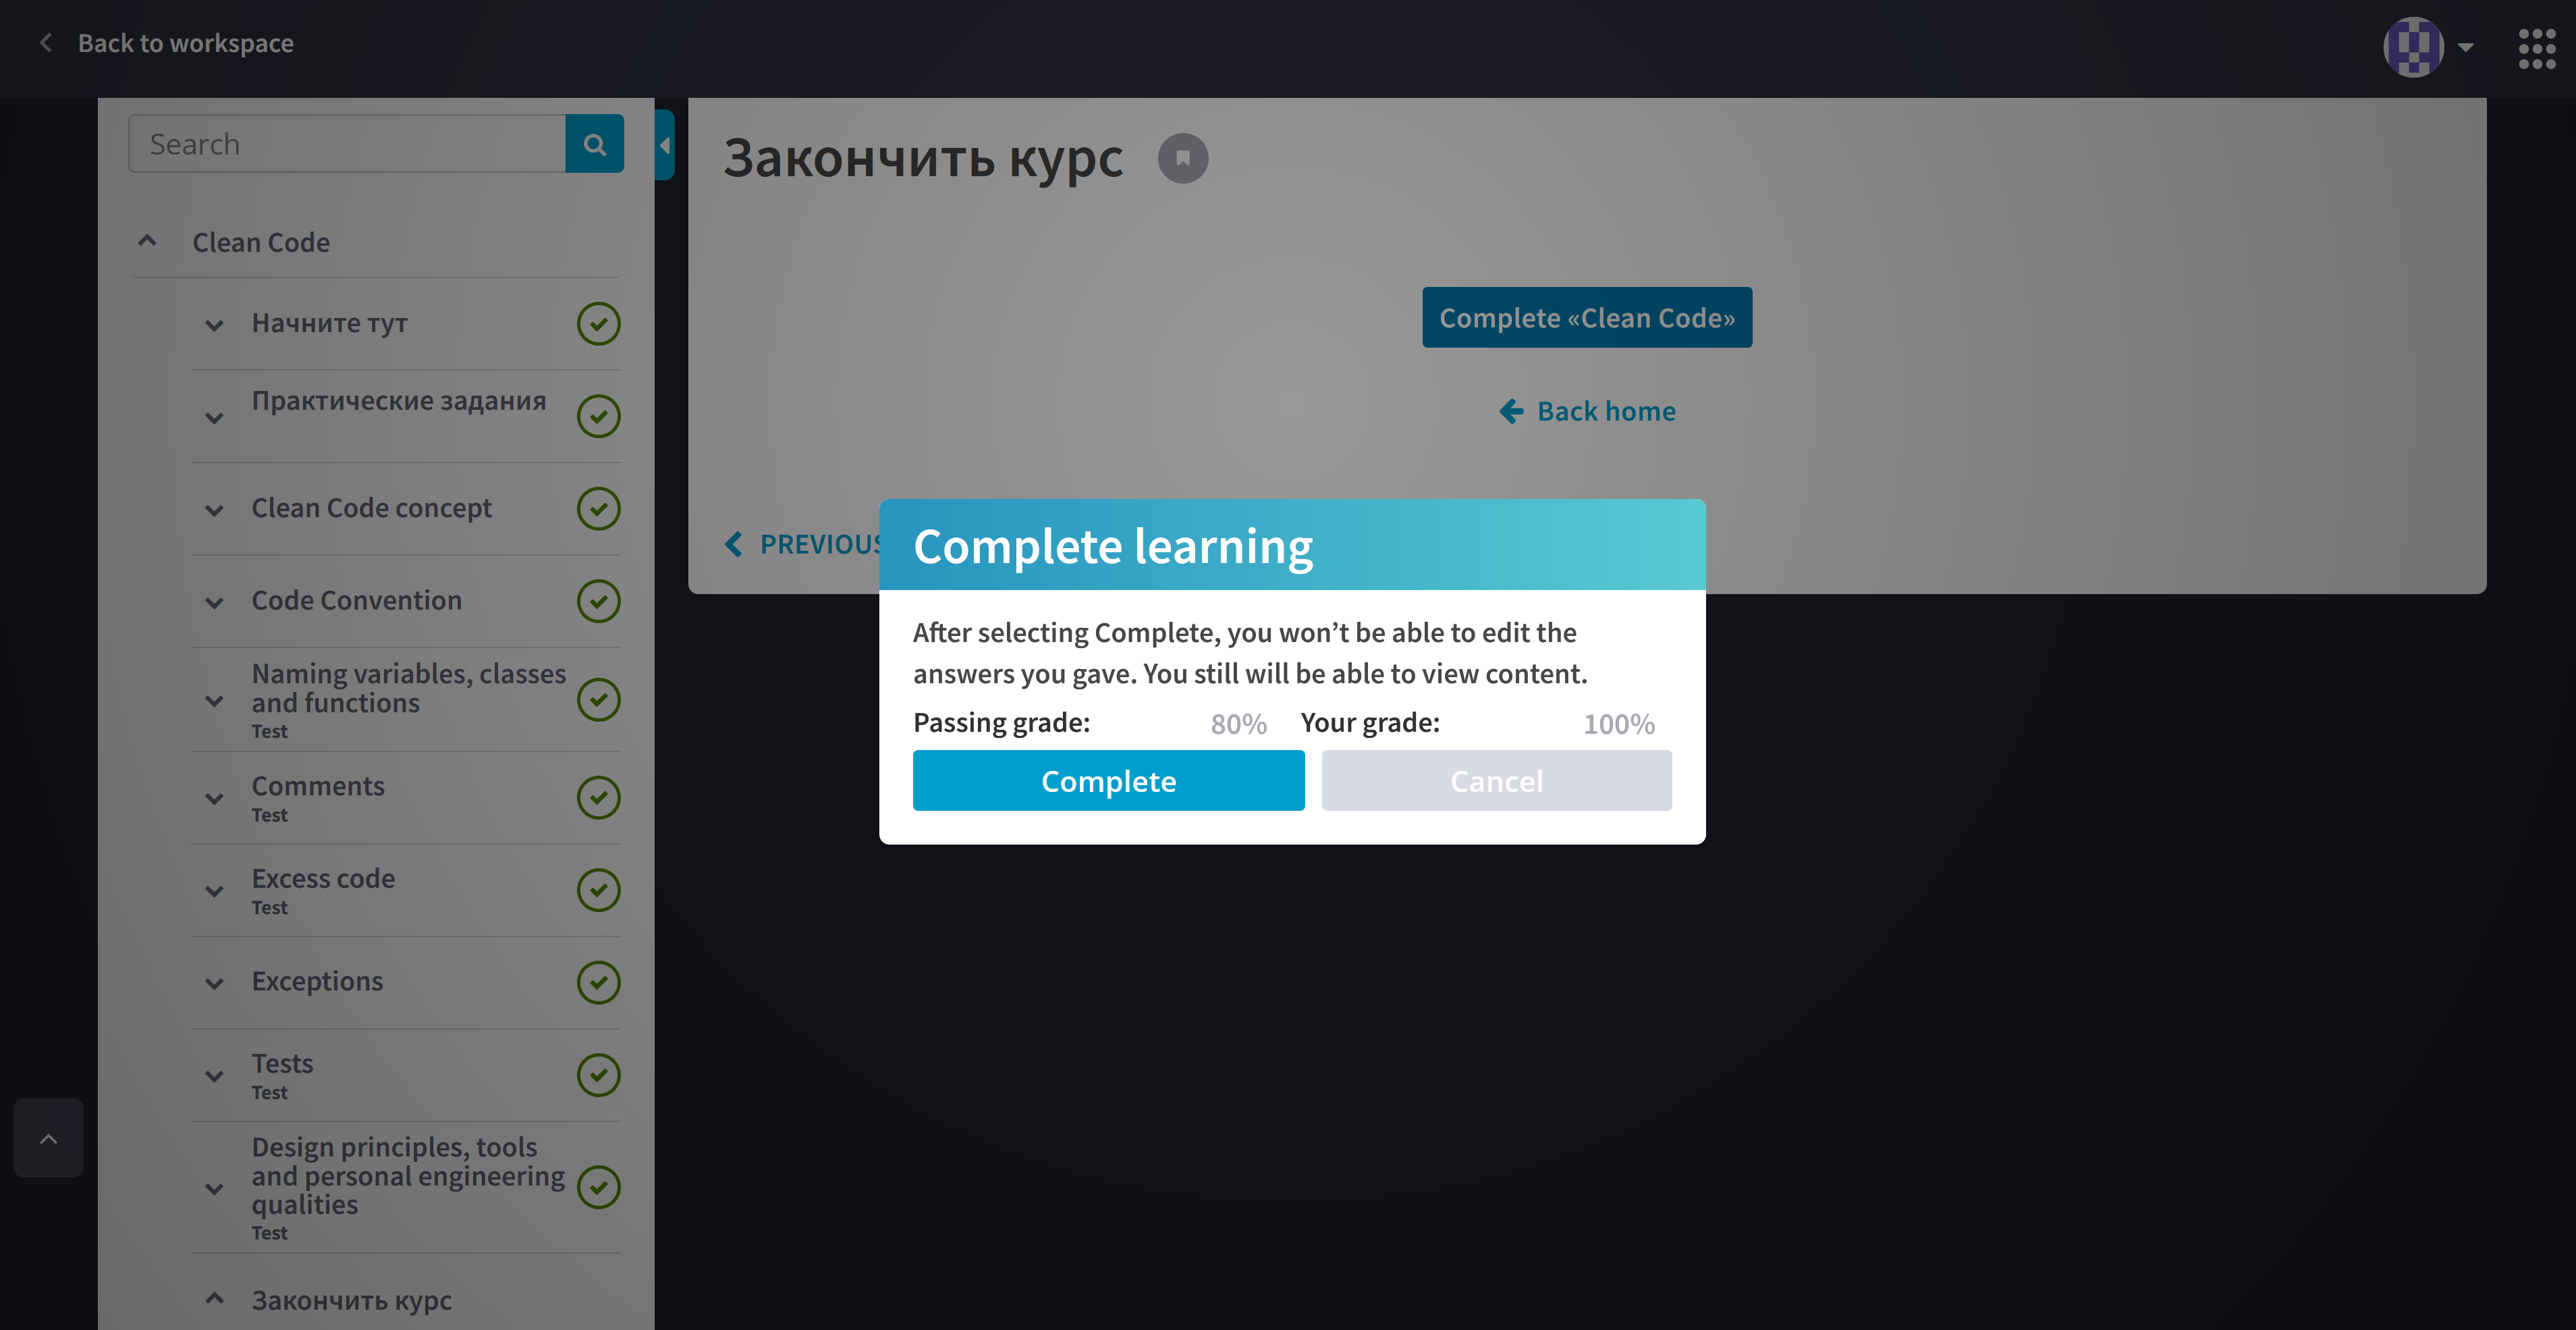 Back to workspace
Search
Clean Code
Начните тут
Практические задания
Clean Code concept
Code Convention
Naming variables, classes
and functions
Test
Comments
Test
Excess code
Test
Exceptions
Tests
Test
Design principles, tools
and personal engineering
qualities
Test
Закончить курс
Закончить курс
Complete «Clean Code»
Back home
PREVIOUS
Complete learning
After selecting Complete, you won’t be able to edit the
answers you gave. You still will be able to view content.
Passing grade: 80% Your grade: 100%
Complete Cancel